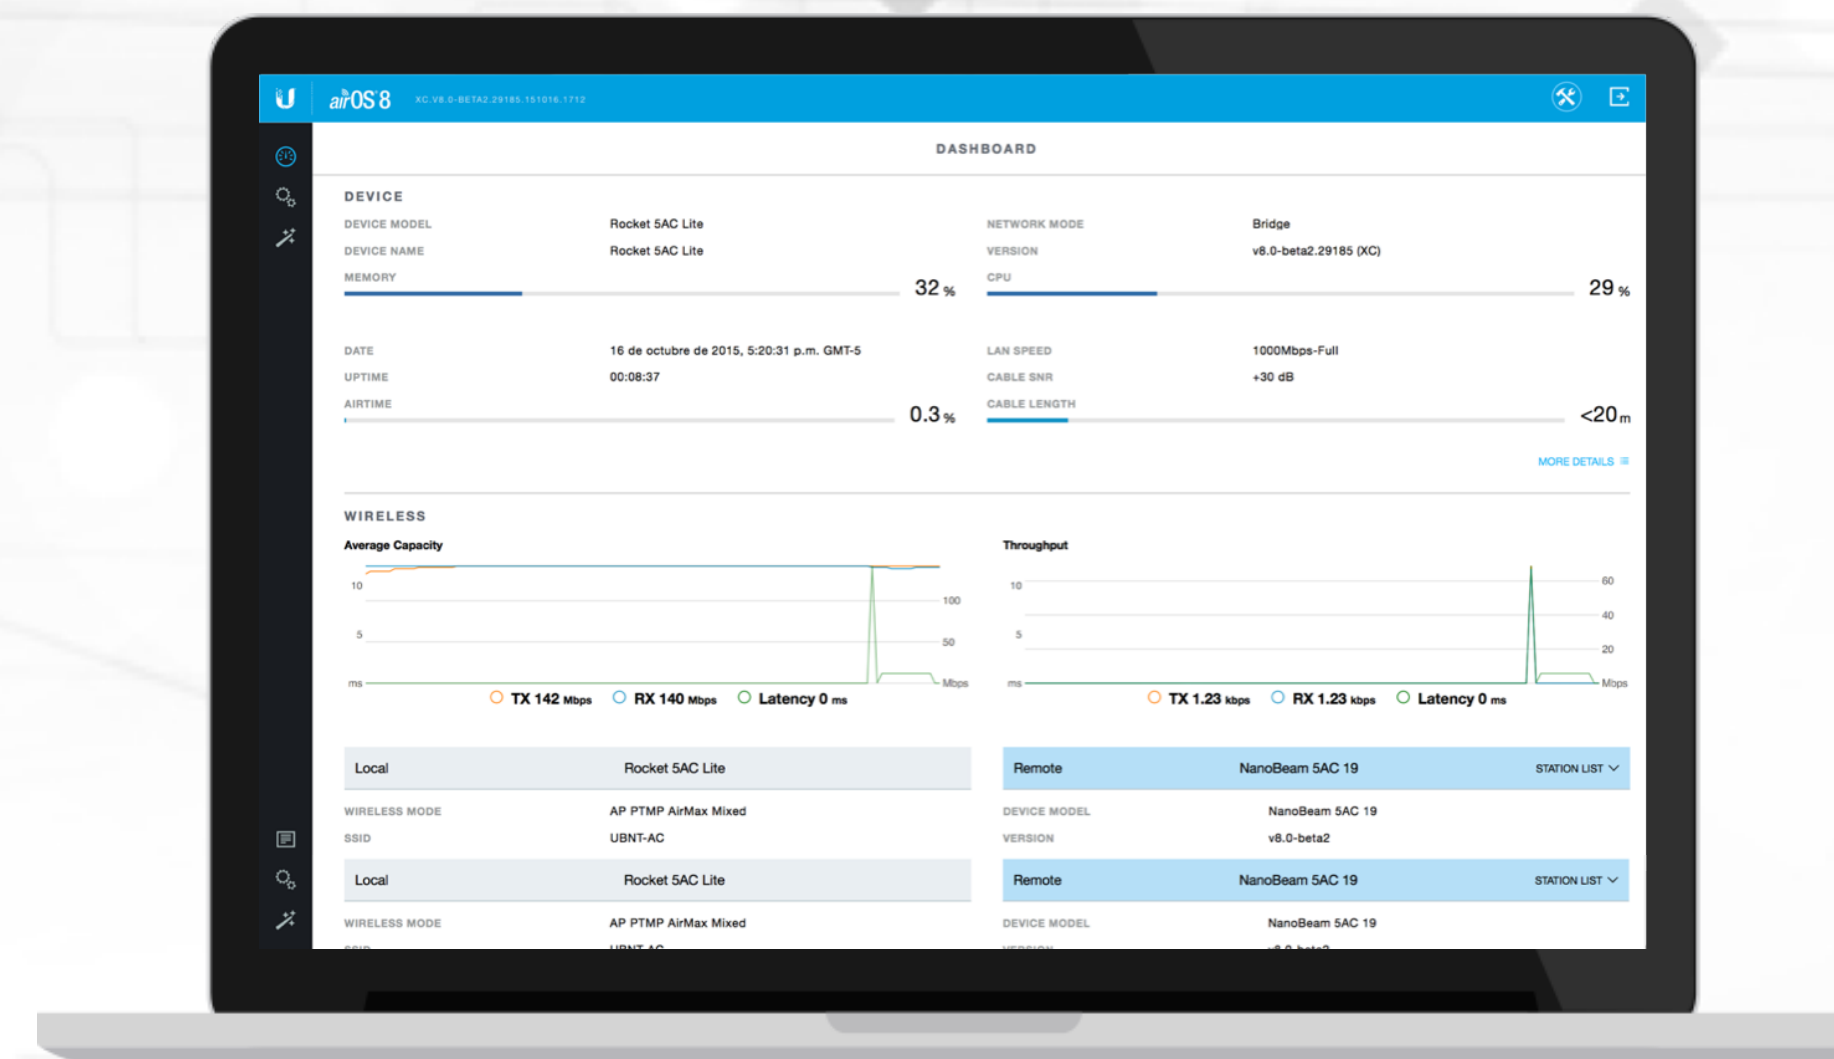 airOS 8 XC.V8.0-BETA2.29185.151016.1712
DASHBOARD
DEVICE
DEVICE MODEL Rocket 5AC Lite NETWORK MODE Bridge
DEVICE NAME Rocket 5AC Lite VERSION v8.0-beta2.29185 (XC)
MEMORY 32 % CPU 29 %
DATE 16 de octubre de 2015, 5:20:31 p.m. GMT-5 LAN SPEED 1000Mbps-Full
UPTIME 00:08:37 CABLE SNR +30 dB
AIRTIME 0.3 % CABLE LENGTH <20 m
MORE DETAILS
WIRELESS
Average Capacity Throughput
10 100 10 60
5 50 5 40
20
ms Mbps ms Mbps
TX 142 Mbps RX 140 Mbps Latency 0 ms TX 1.23 kbps RX 1.23 kbps Latency 0 ms
Local Rocket 5AC Lite Remote NanoBeam 5AC 19 STATION LIST
WIRELESS MODE AP PTMP AirMax Mixed DEVICE MODEL NanoBeam 5AC 19
SSID UBNT-AC VERSION v8.0-beta2
Local Rocket 5AC Lite Remote NanoBeam 5AC 19 STATION LIST
WIRELESS MODE AP PTMP AirMax Mixed DEVICE MODEL NanoBeam 5AC 19
SSID UBNT-AC VERSION v8.0-beta2